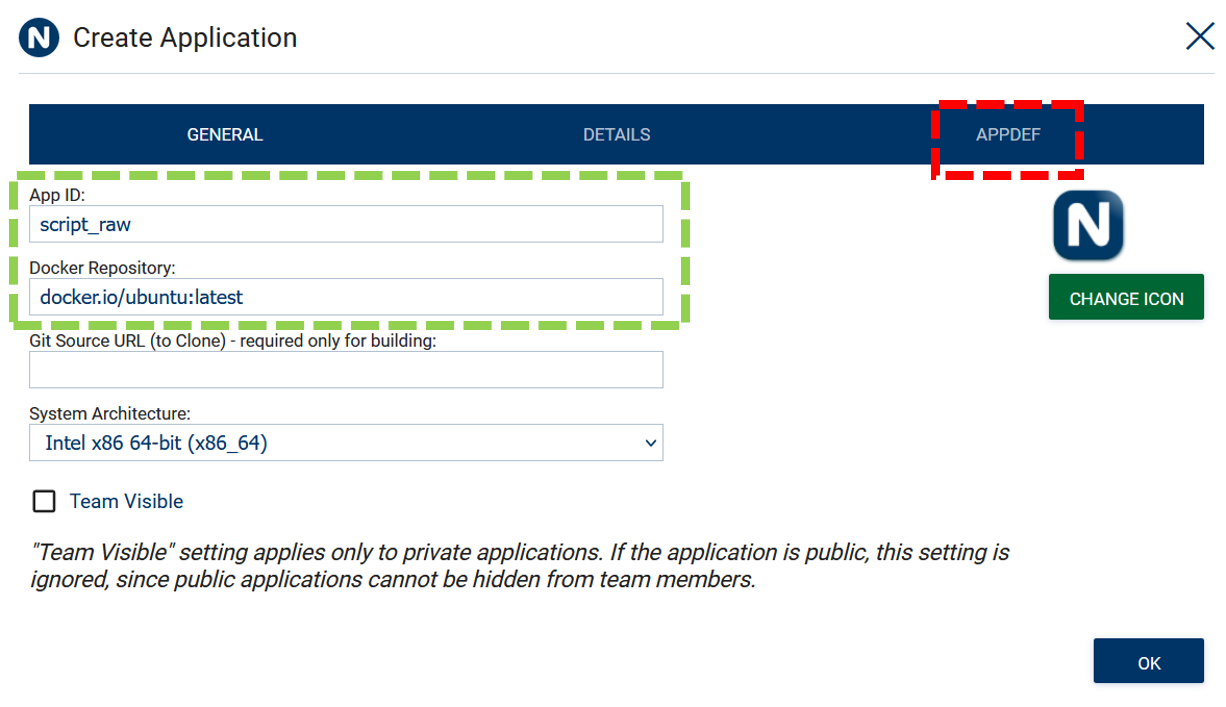 N Create Application
GENERAL DETAILS APPDEF
App ID:
script_raw
Docker Repository:
docker.io/ubuntu:latest
N
CHANGE ICON
Git Source URL (to Clone) - required only for building:
System Architecture:
Intel x86 64-bit (x86_64)
Team Visible
"Team Visible" setting applies only to private applications. If the application is public, this setting is
ignored, since public applications cannot be hidden from team members.
OK